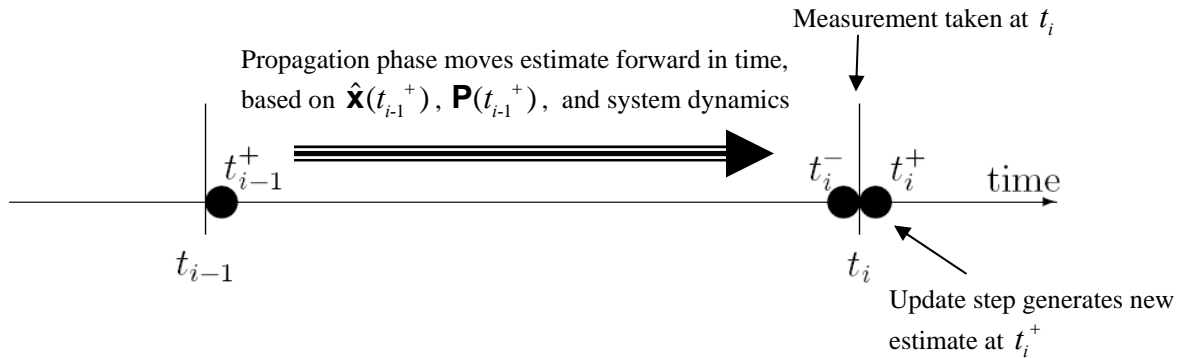 Measurement taken at t_i
Propagation phase moves estimate forward in time,
based on x̂(t_{i-1}^+), P(t_{i-1}^+), and system dynamics
t_{i-1}^+
t_i^-
t_i^+
time
t_{i-1}
t_i
Update step generates new
estimate at t_i^+